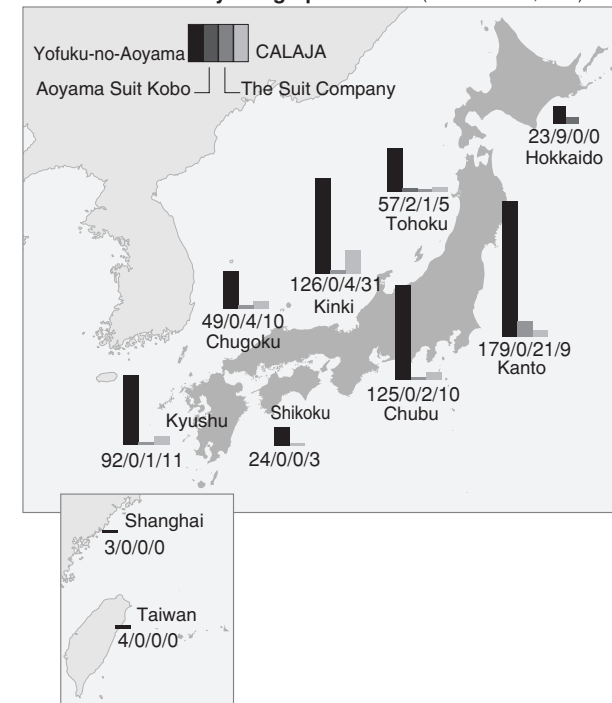 Yofuku-no-Aoyama
CALAJA
Aoyama Suit Kobo
The Suit Company
23/9/0/0
Hokkaido
57/2/1/5
Tohoku
126/0/4/31
Kinki
49/0/4/10
Chugoku
179/0/21/9
Kanto
125/0/2/10
Chubu
Kyushu
92/0/1/11
Shikoku
24/0/0/3
Shanghai
3/0/0/0
Taiwan
4/0/0/0